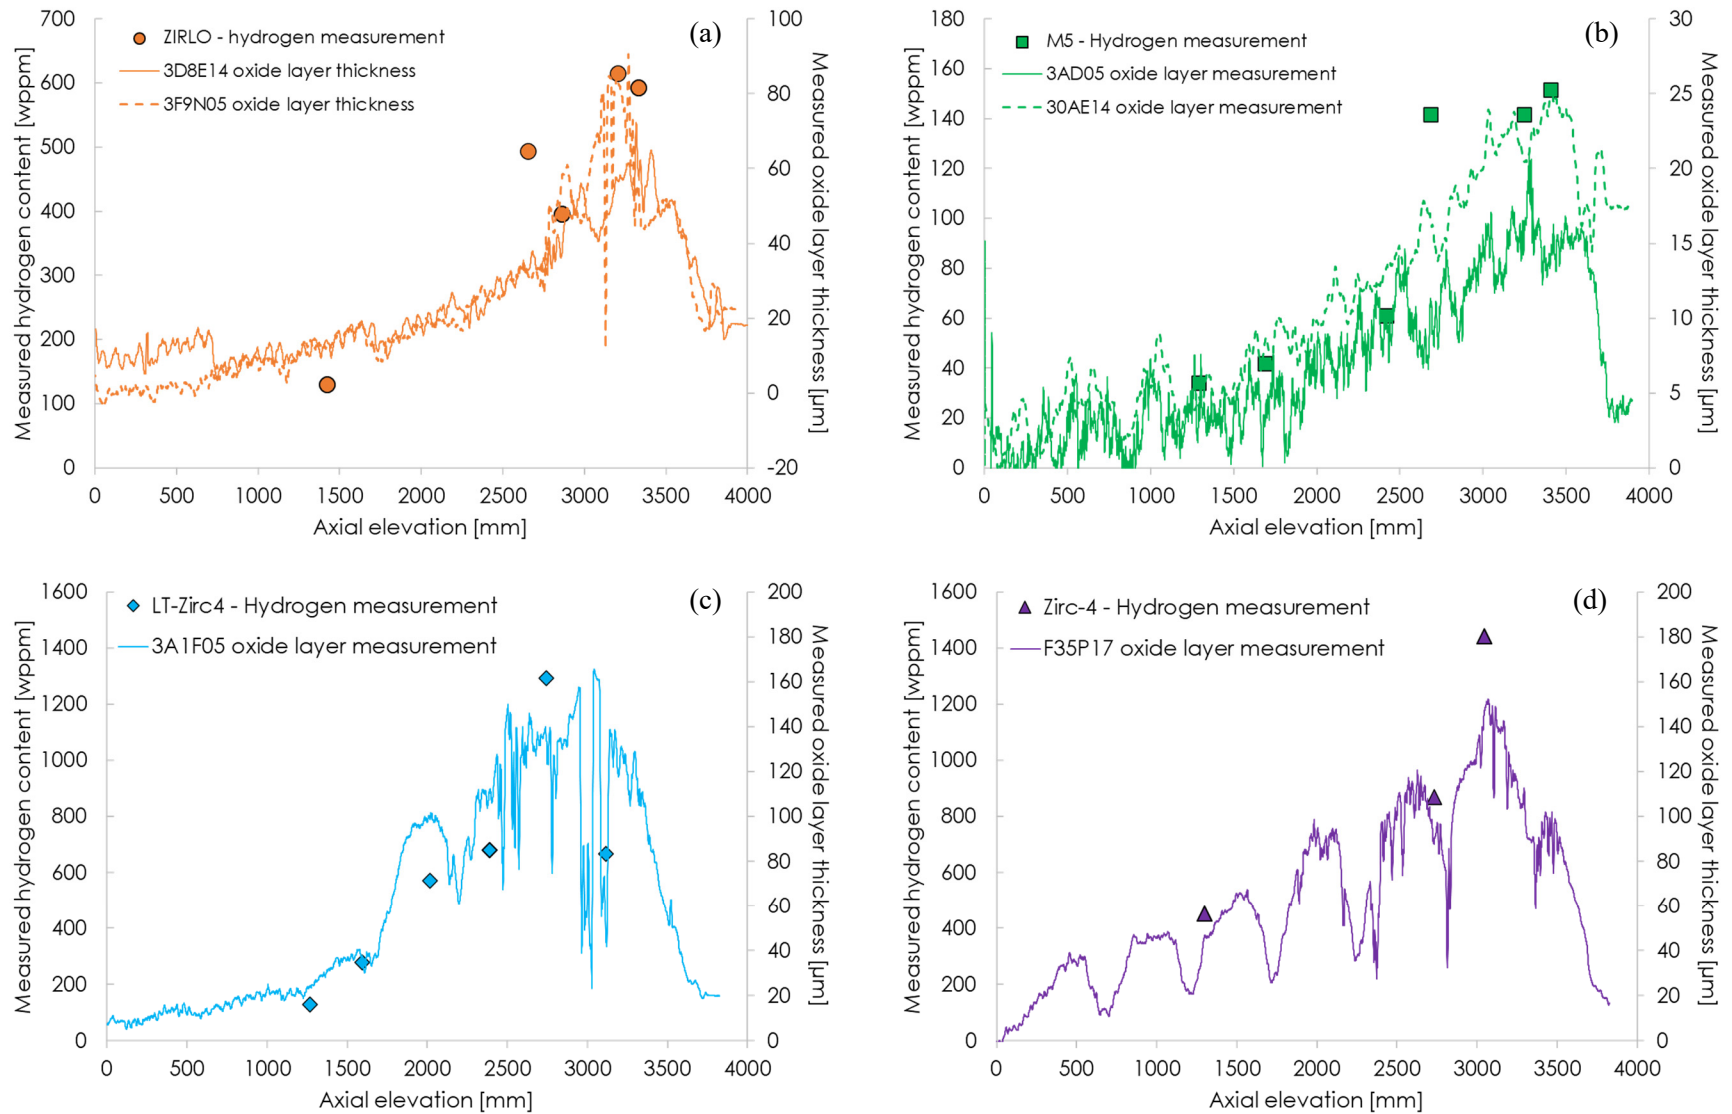 (a)
ZIRLO - hydrogen measurement
3D8E14 oxide layer thickness
3F9N05 oxide layer thickness
Measured hydrogen content [wppm]
700
600
500
400
300
200
100
0
Measured oxide layer thickness [µm]
100
80
60
40
20
0
-20
0 500 1000 1500 2000 2500 3000 3500 4000
Axial elevation [mm]
(b)
M5 - Hydrogen measurement
3AD05 oxide layer measurement
30AE14 oxide layer measurement
Measured hydrogen content [wppm]
180
160
140
120
100
80
60
40
20
0
Measured oxide layer thickness [µm]
30
25
20
15
10
5
0
0 500 1000 1500 2000 2500 3000 3500 4000
Axial elevation [mm]
(c)
LT-Zirc4 - Hydrogen measurement
3A1F05 oxide layer measurement
Measured hydrogen content [wppm]
1600
1400
1200
1000
800
600
400
200
0
Measured oxide layer thickness [µm]
200
180
160
140
120
100
80
60
40
20
0
0 500 1000 1500 2000 2500 3000 3500 4000
Axial elevation [mm]
(d)
Zirc-4 - Hydrogen measurement
F35P17 oxide layer measurement
Measured hydrogen content [wppm]
1600
1400
1200
1000
800
600
400
200
0
Measured oxide layer thickness [µm]
200
180
160
140
120
100
80
60
40
20
0
0 500 1000 1500 2000 2500 3000 3500 4000
Axial elevation [mm]